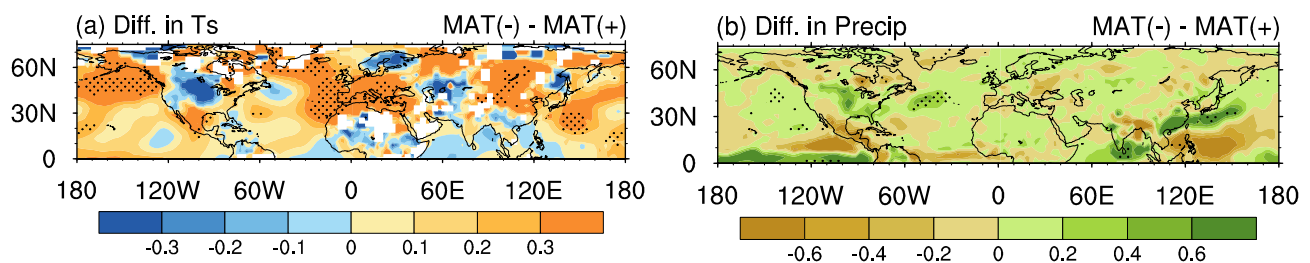 (a) Diff. in Ts MAT(-) - MAT(+)
60N
30N
0
180 120W 60W 0 60E 120E 180
-0.3 -0.2 -0.1 0 0.1 0.2 0.3
(b) Diff. in Precip MAT(-) - MAT(+)
60N
30N
0
180 120W 60W 0 60E 120E 180
-0.6 -0.4 -0.2 0 0.2 0.4 0.6